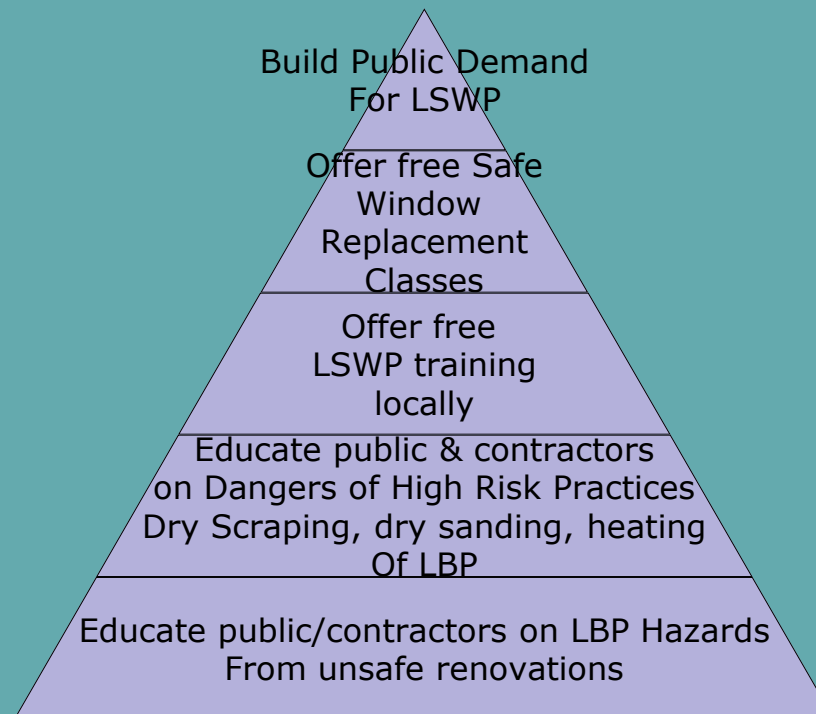 Build Public Demand
For LSWP
Offer free Safe
Window
Replacement
Classes
Offer free
LSWP training
locally
Educate public & contractors
on Dangers of High Risk Practices
Dry Scraping, dry sanding, heating
Of LBP
Educate public/contractors on LBP Hazards
From unsafe renovations